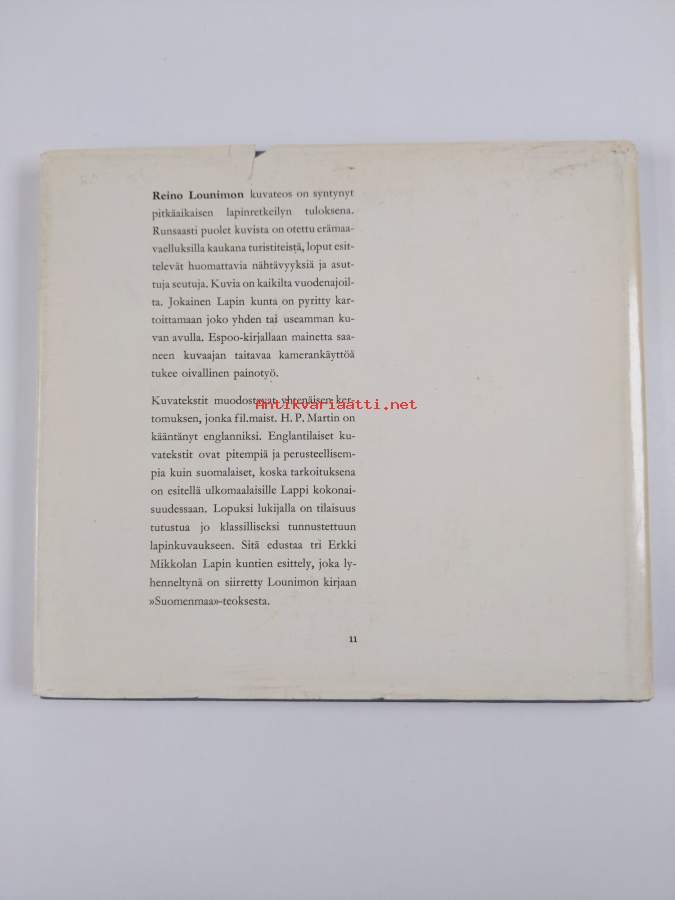 Reino Lounimon kuvateos on syntynyt
pitkäaikaisen lapinretkeilyn tuloksena.
Runsaasti puolet kuvista on otettu erämaa-
vaelluksilla kaukana turistiteistä, loput esit-
televät huomattavia nähtävyyksiä ja asut-
tuja seutuja. Kuvia on kaikilta vuodenajoil-
ta. Jokainen Lapin kunta on pyritty kar-
toittamaan joko yhden tai useamman ku-
van avulla. Espoo-kirjallaan mainetta saa-
neen kuvaajan taitavaa kamerankäyttöä
tukee oivallinen painotyö.
Kuvatekstit muodostavat yhtenäisen ker-
Antikvariaatti.net
tomuksen, jonka fil.maist. H. P. Martin on
kääntänyt englanniksi. Englantilaiset ku-
vatekstit ovat pitempiä ja perusteellisem-
pia kuin suomalaiset, koska tarkoituksena
on esitellä ulkomaalaisille Lappi kokonai-
suudessaan. Lopuksi lukijalla on tilaisuus
tutustua jo klassilliseksi tunnustettuun
lapinkuvaukseen. Sitä edustaa tri Erkki
Mikkolan Lapin kuntien esittely, joka ly-
henneltynä on siirretty Lounimon kirjaan
»Suomenmaa»-teoksesta.
11